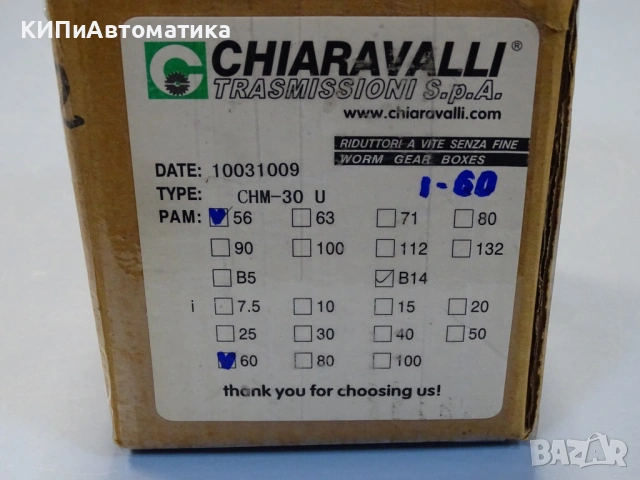 КИПиАвтоматика
CHIARAVALLI®
TRASMISSIONI S.p.A.
www.chiaravalli.com
RIDUTTORI A VITE SENZA FINE
WORM GEAR BOXES
DATE: 10031009
TYPE: CHM-30 U
1-60
PAM: 56 63 71 80
90 100 112 132
B5 B14
i 7.5 10 15 20
25 30 40 50
60 80 100
thank you for choosing us!
BAZAR